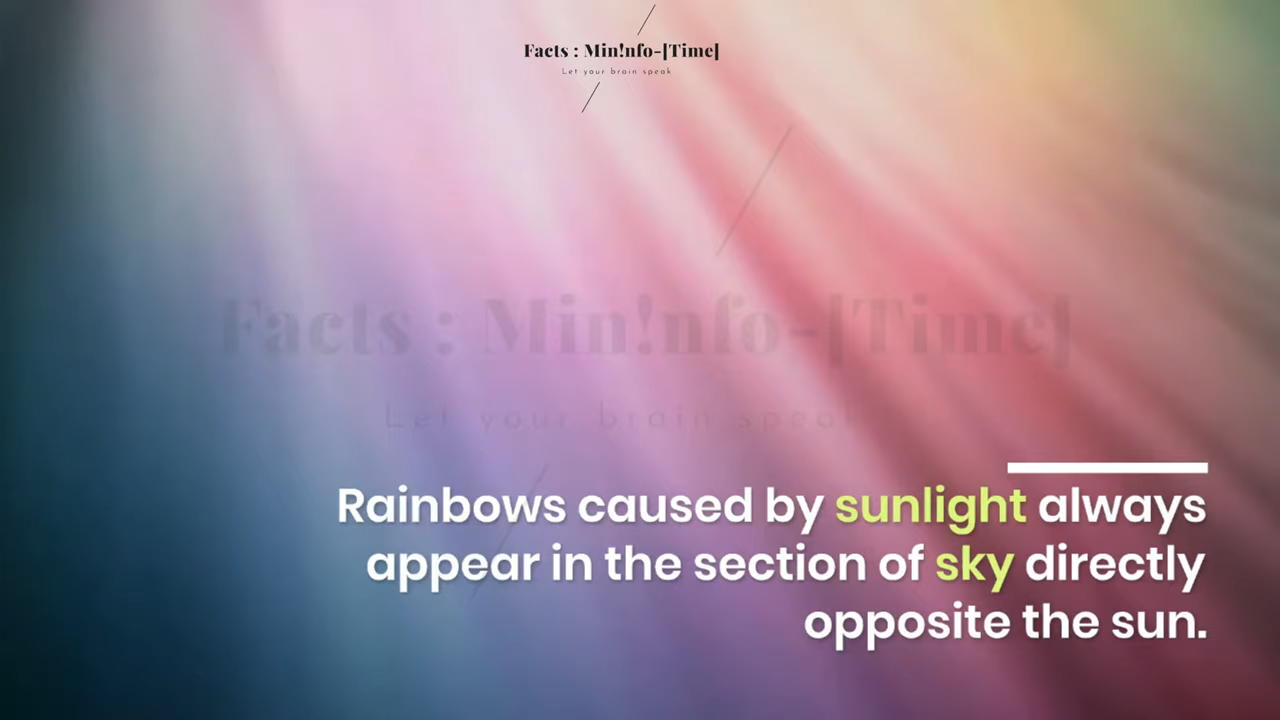 Facts : Min!nfo-[Time]
Let your brain speak
Facts : Min!nfo-[Time]
Let your brain speak
Rainbows caused by sunlight always
appear in the section of sky directly
opposite the sun.